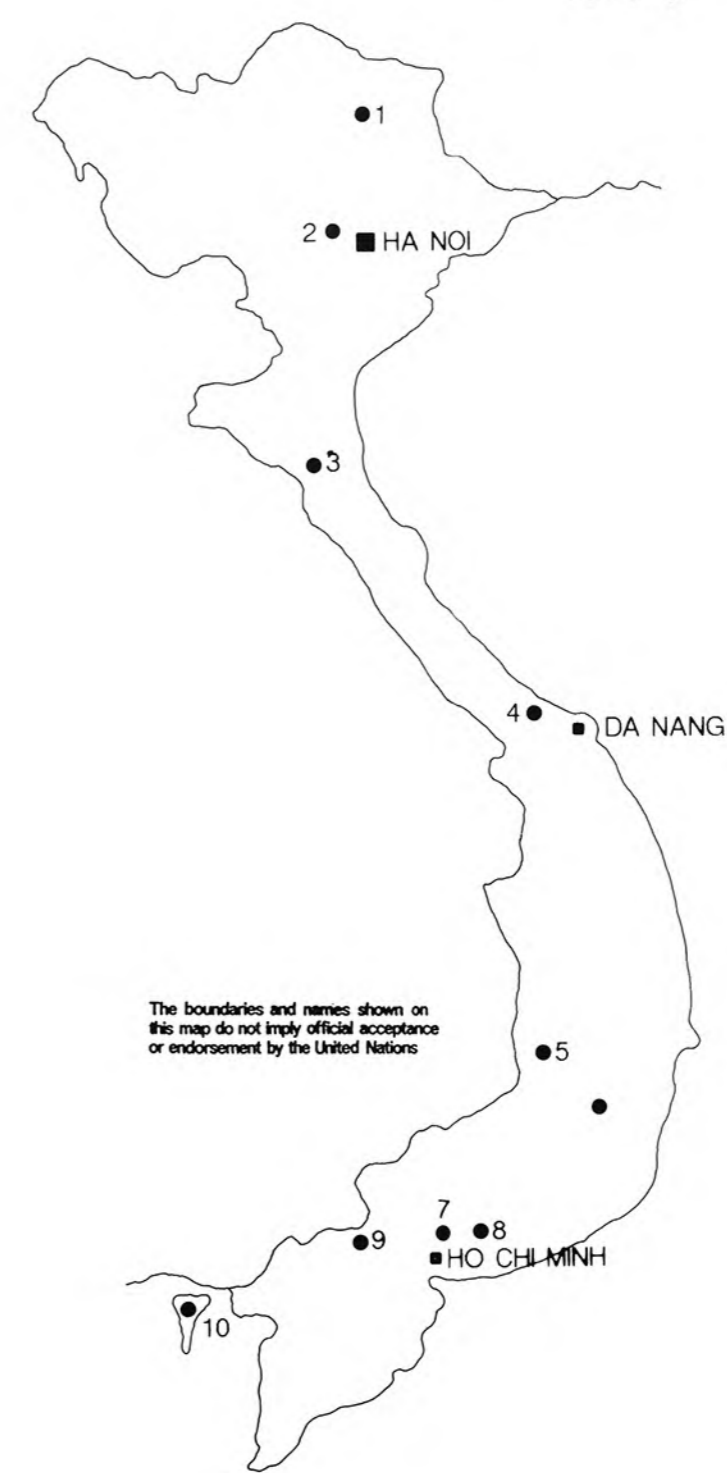 1
2
HA NOI
3
4
DA NANG
The boundaries and names shown on
this map do not imply official acceptance
or endorsement by the United Nations
5
7
8
9
HO CHI MINH
10